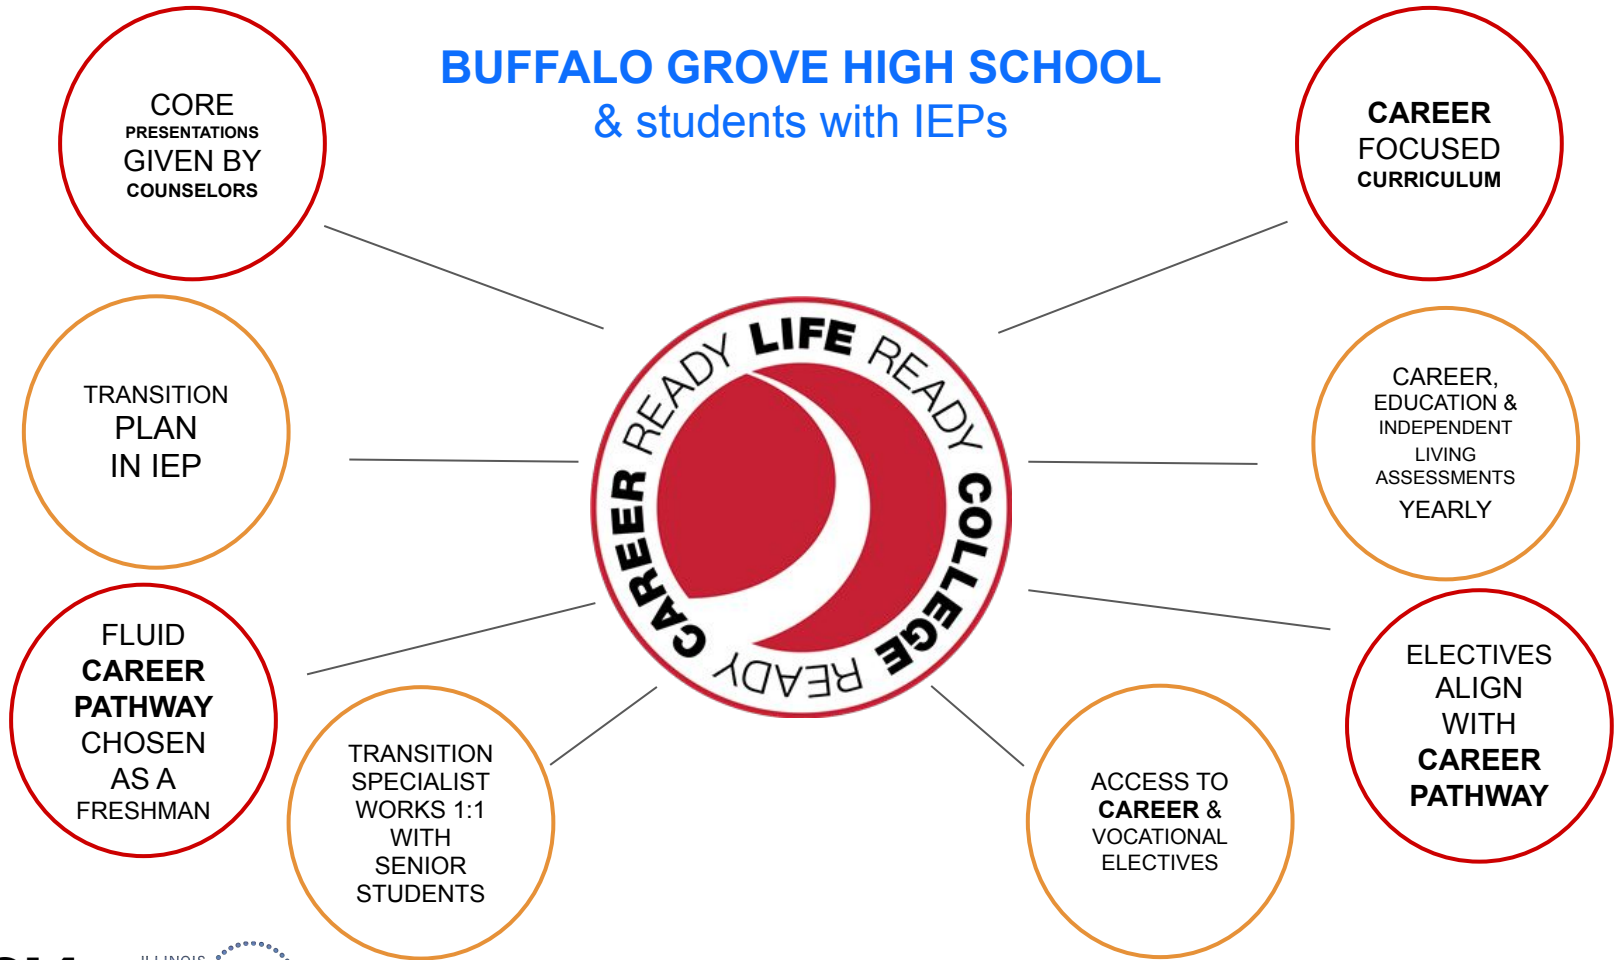 BUFFALO GROVE HIGH SCHOOL
& students with IEPs
CORE
PRESENTATIONS
GIVEN BY
COUNSELORS
CAREER
FOCUSED
CURRICULUM
TRANSITION
PLAN
IN IEP
CAREER READY LIFE READY COLLEGE READY
CAREER,
EDUCATION &
INDEPENDENT
LIVING
ASSESSMENTS
YEARLY
FLUID
CAREER
PATHWAY
CHOSEN
AS A
FRESHMAN
TRANSITION
SPECIALIST
WORKS 1:1
WITH
SENIOR
STUDENTS
ACCESS TO
CAREER &
VOCATIONAL
ELECTIVES
ELECTIVES
ALIGN
WITH
CAREER
PATHWAY
ILLINOIS